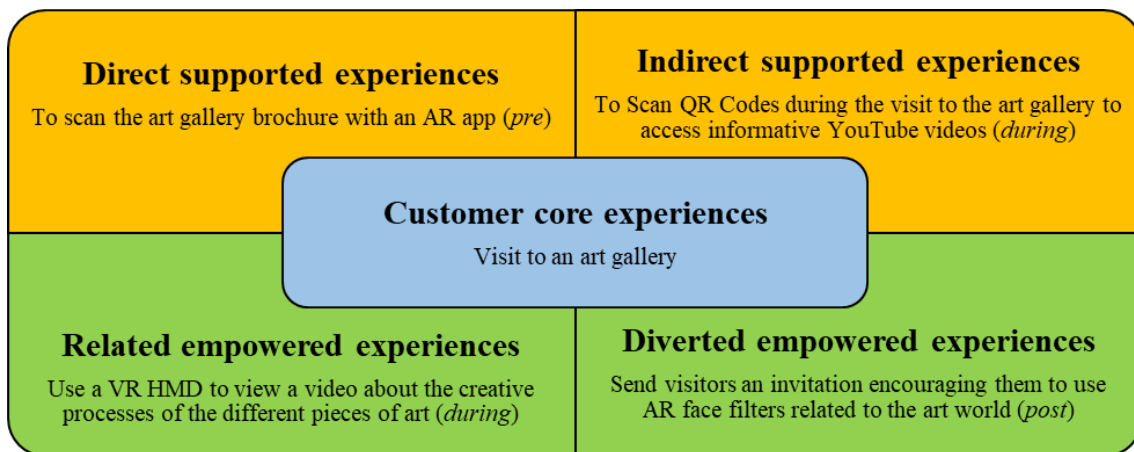 Direct supported experiences
To scan the art gallery brochure with an AR app (pre)
Indirect supported experiences
To Scan QR Codes during the visit to the art gallery to
access informative YouTube videos (during)
Customer core experiences
Visit to an art gallery
Related empowered experiences
Use a VR HMD to view a video about the creative
processes of the different pieces of art (during)
Diverted empowered experiences
Send visitors an invitation encouraging them to use
AR face filters related to the art world (post)